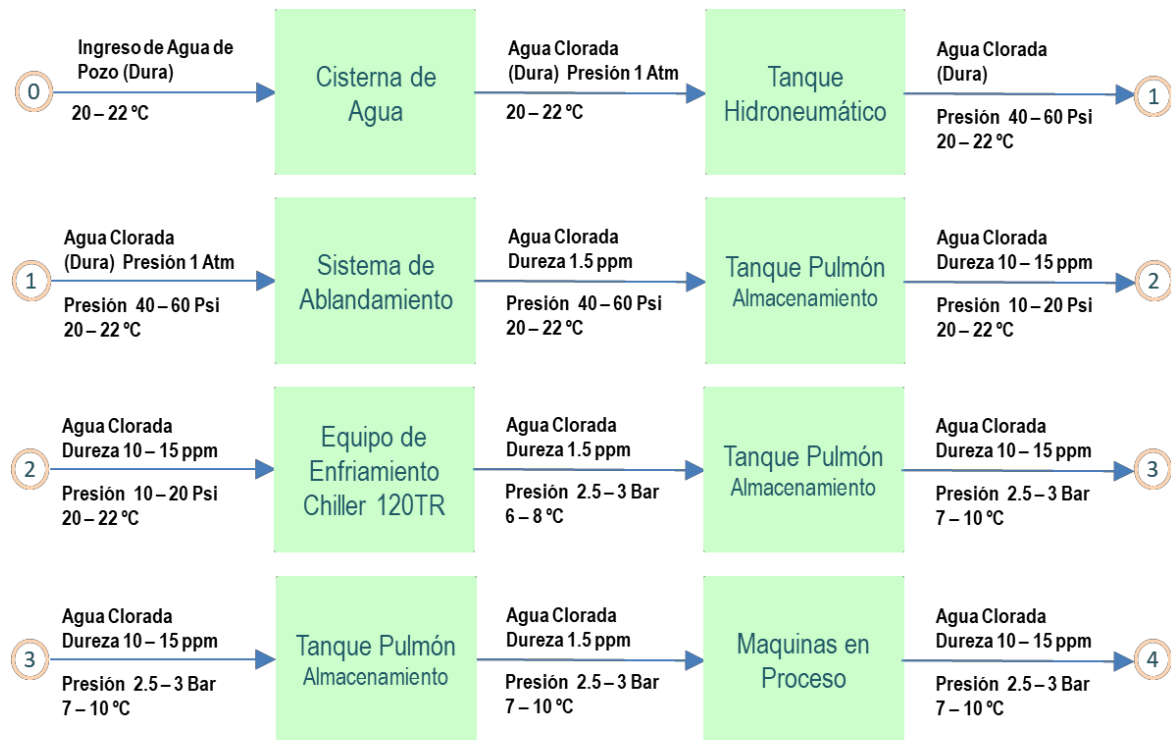 0
Ingreso de Agua de
Pozo (Dura)
20 – 22 ºC
Cisterna de
Agua
Agua Clorada
(Dura) Presión 1 Atm
20 – 22 ºC
Tanque
Hidroneumático
Agua Clorada
(Dura)
Presión 40 – 60 Psi
20 – 22 ºC
1
1
Agua Clorada
(Dura) Presión 1 Atm
Presión 40 – 60 Psi
20 – 22 ºC
Sistema de
Ablandamiento
Agua Clorada
Dureza 1.5 ppm
Presión 40 – 60 Psi
20 – 22 ºC
Tanque Pulmón
Almacenamiento
Agua Clorada
Dureza 10 – 15 ppm
Presión 10 – 20 Psi
20 – 22 ºC
2
2
Agua Clorada
Dureza 10 – 15 ppm
Presión 10 – 20 Psi
20 – 22 ºC
Equipo de
Enfriamiento
Chiller 120TR
Agua Clorada
Dureza 1.5 ppm
Presión 2.5 – 3 Bar
6 – 8 ºC
Tanque Pulmón
Almacenamiento
Agua Clorada
Dureza 10 – 15 ppm
Presión 2.5 – 3 Bar
7 – 10 ºC
3
3
Agua Clorada
Dureza 10 – 15 ppm
Presión 2.5 – 3 Bar
7 – 10 ºC
Tanque Pulmón
Almacenamiento
Agua Clorada
Dureza 1.5 ppm
Presión 2.5 – 3 Bar
7 – 10 ºC
Maquinas en
Proceso
Agua Clorada
Dureza 10 – 15 ppm
Presión 2.5 – 3 Bar
7 – 10 ºC
4